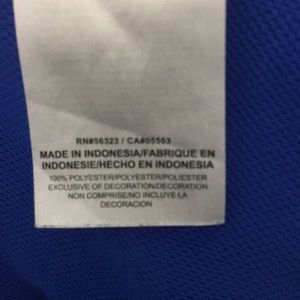 RN#56323 / CA#05553
MADE IN INDONESIA/FABRIQUE EN
INDONESIE/HECHO EN INDONESIA
100% POLYESTER/POLYESTER/POLIESTER
EXCLUSIVE OF DECORATION/DECORATION
NON COMPRISE/NO INCLUYE LA
DECORACION